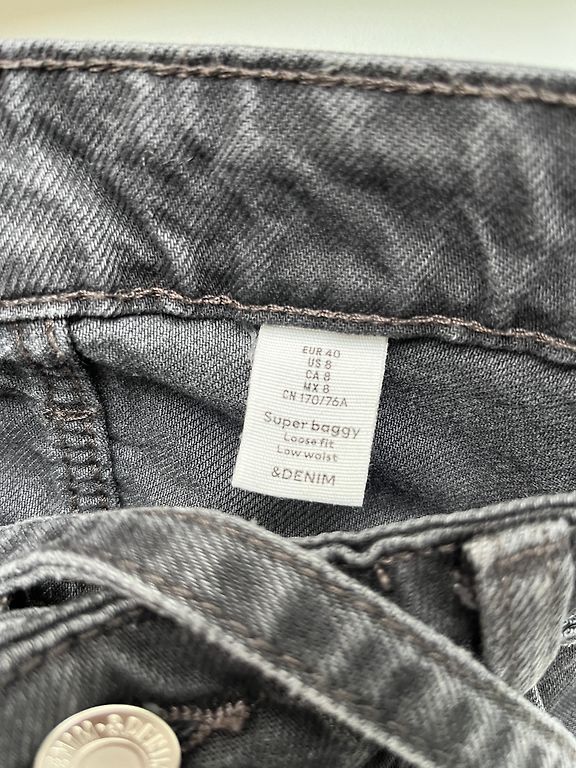 EUR 40
US 8
CA 8
MX 8
CN 170/76A
Super baggy
Loose fit
Low waist
&DENIM